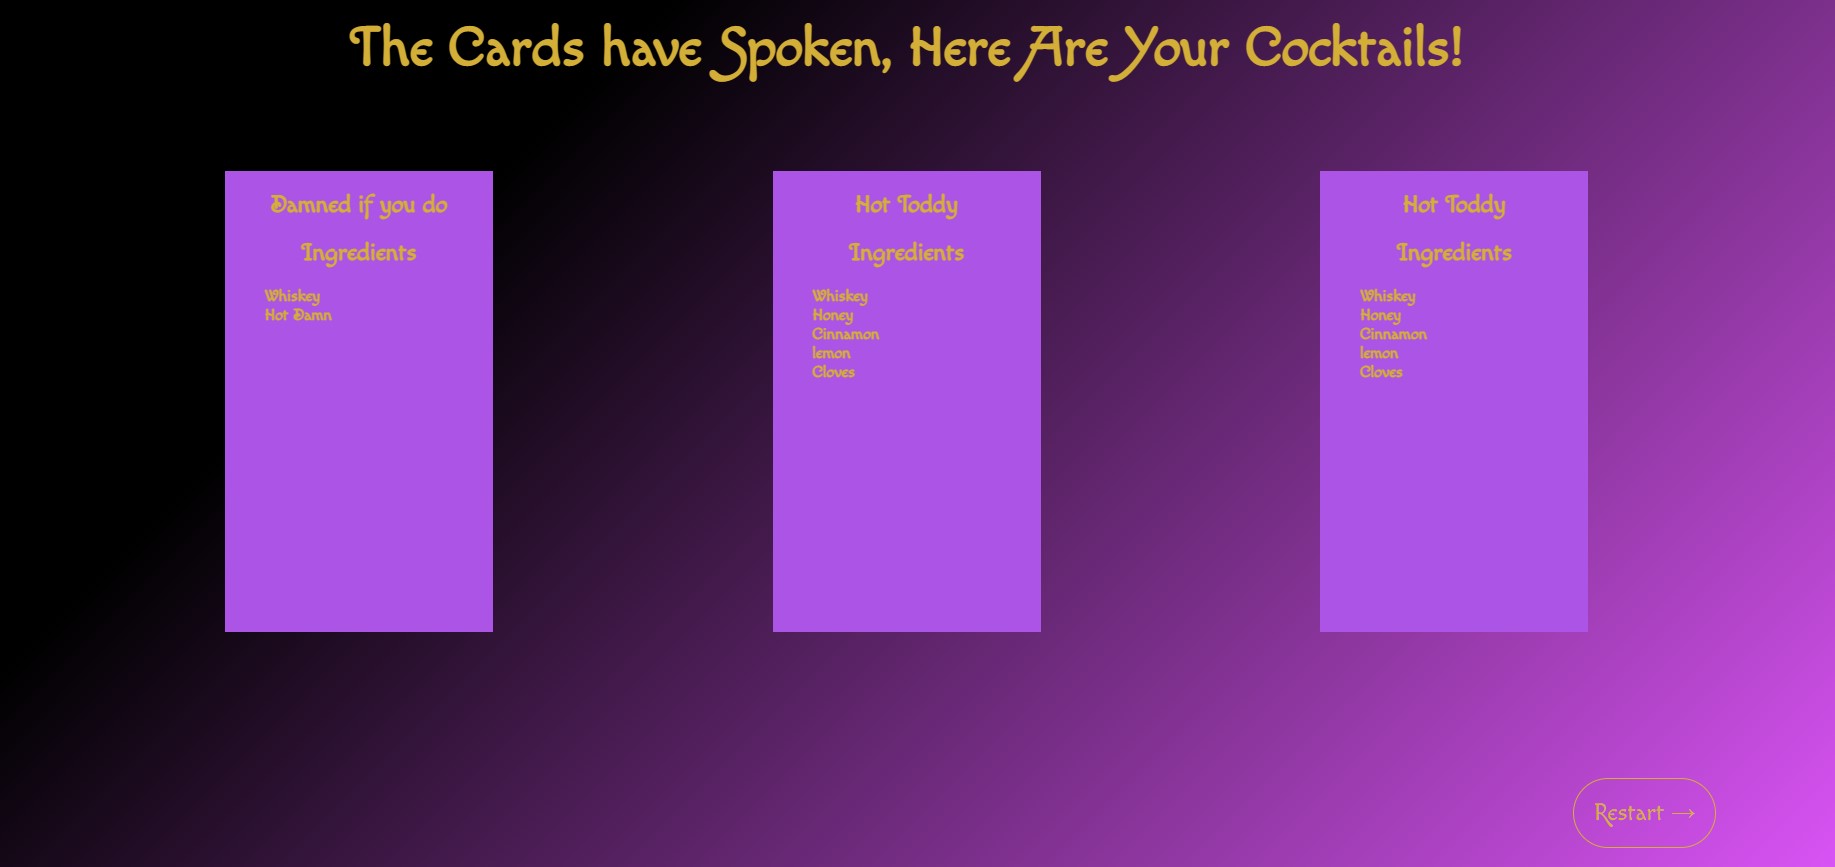 The Cards have Spoken, Here Are Your Cocktails!
Damned if you do
Ingredients
Whiskey
Hot Damn
Hot Toddy
Ingredients
Whiskey
Honey
Cinnamon
lemon
Cloves
Hot Toddy
Ingredients
Whiskey
Honey
Cinnamon
lemon
Cloves
Restart →